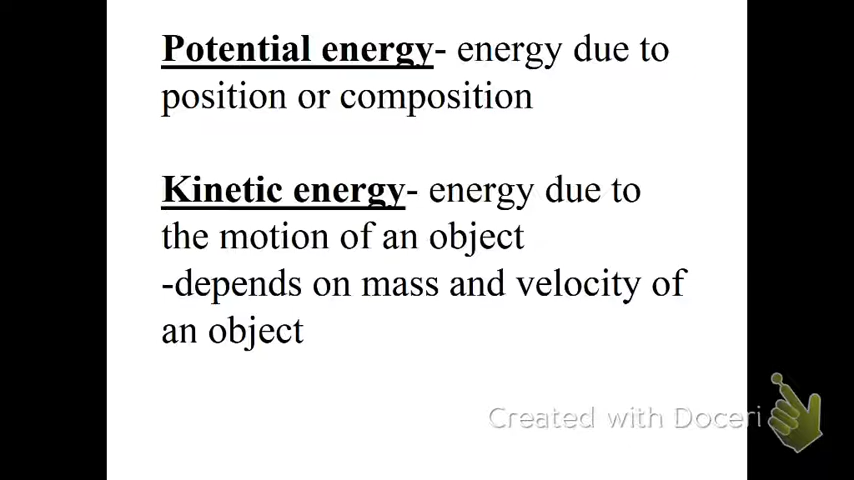 Potential energy- energy due to
position or composition
Kinetic energy- energy due to
the motion of an object
-depends on mass and velocity of
an object
Created with Doceri